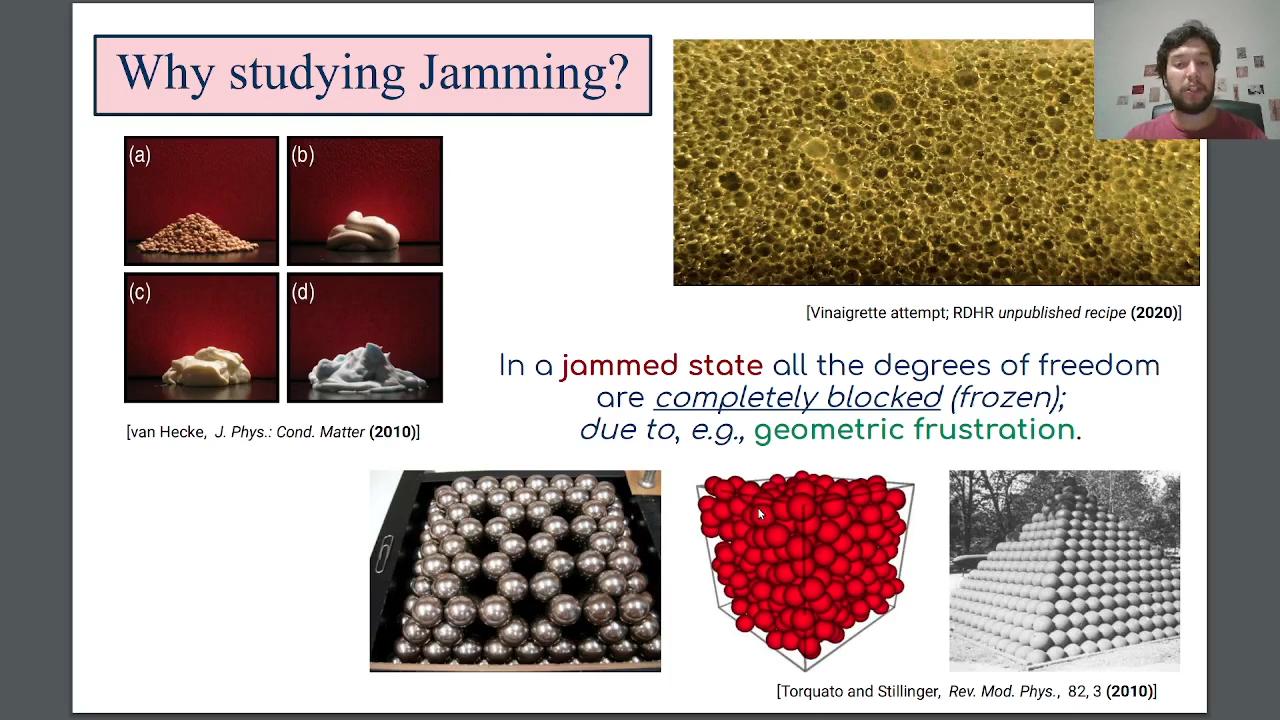 Why studying Jamming?
(a)
(b)
(c)
(d)
[van Hecke, J. Phys.: Cond. Matter (2010)]
[Vinaigrette attempt; RDHR unpublished recipe (2020)]
In a jammed state all the degrees of freedom
are completely blocked (frozen);
due to, e.g., geometric frustration.
[Torquato and Stillinger, Rev. Mod. Phys., 82, 3 (2010)]